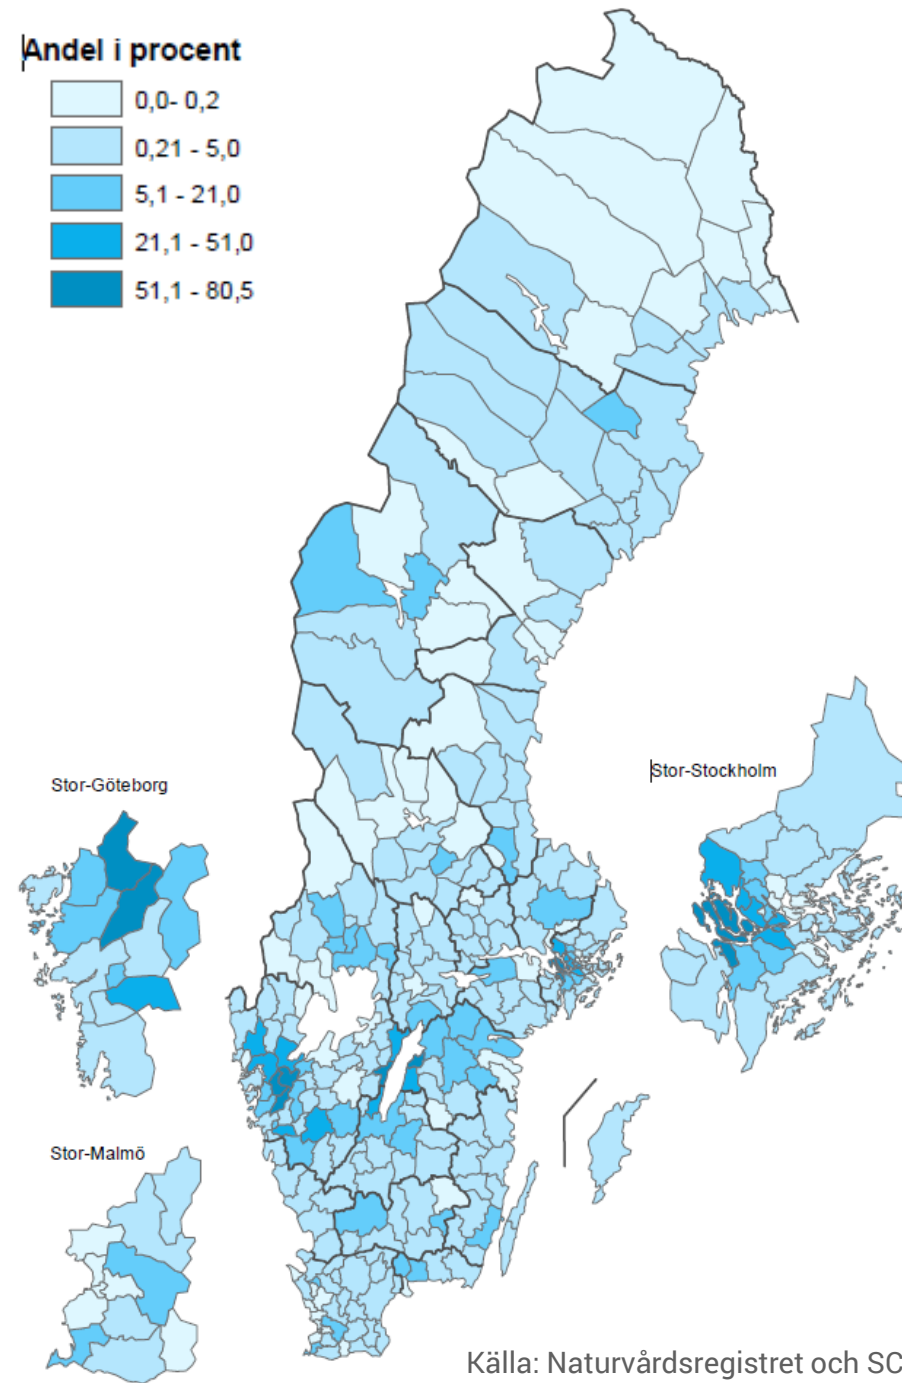 Andel i procent
0,0- 0,2
0,21 - 5,0
5,1 - 21,0
21,1 - 51,0
51,1 - 80,5
Stor-Göteborg
Stor-Stockholm
Stor-Malmö
Källa: Naturvårdsregistret och SC